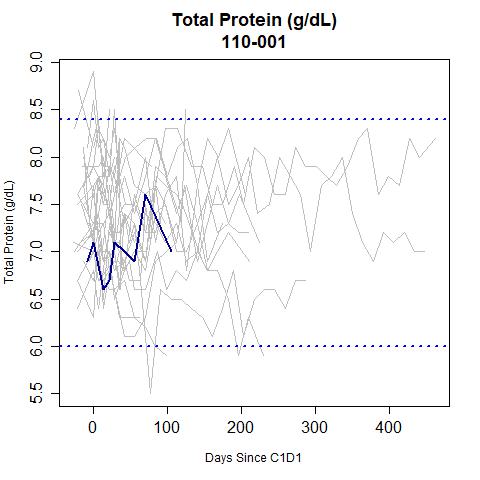 Total Protein (g/dL)
110-001
Total Protein (g/dL)
9.0
8.5
8.0
7.5
7.0
6.5
6.0
5.5
0 100 200 300 400
Days Since C1D1